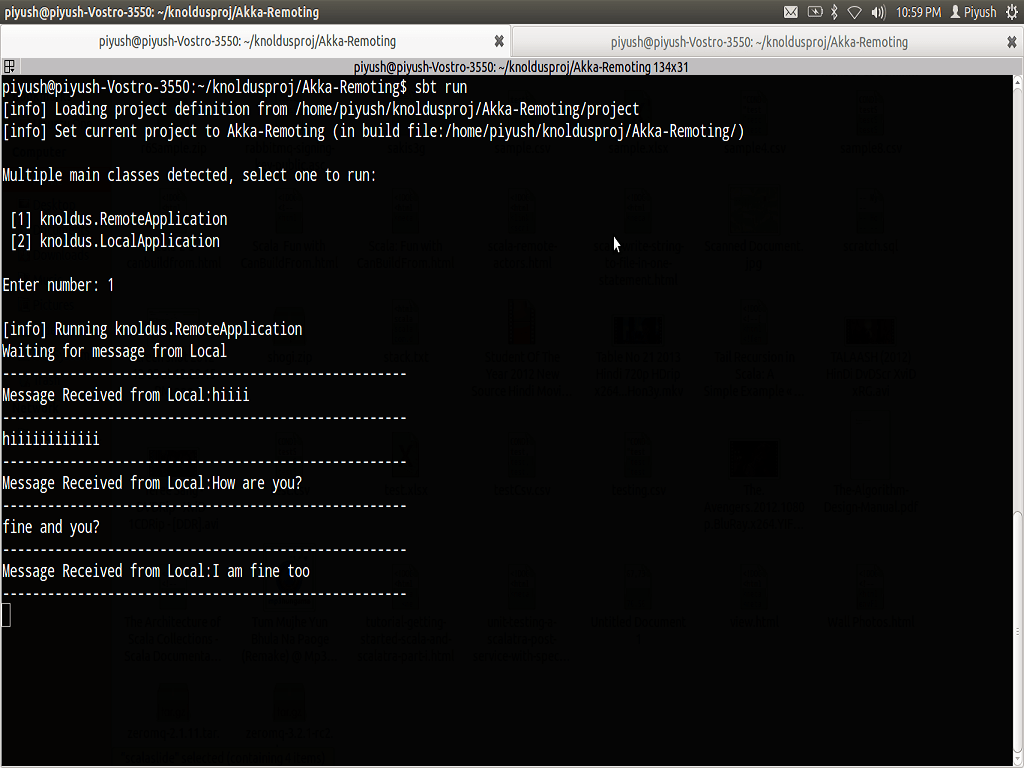 piyush@piyush-Vostro-3550: ~/knoldusproj/Akka-Remoting
10:59 PM Piyush
piyush@piyush-Vostro-3550: ~/knoldusproj/Akka-Remoting
piyush@piyush-Vostro-3550: ~/knoldusproj/Akka-Remoting
piyush@piyush-Vostro-3550: ~/knoldusproj/Akka-Remoting 134x31
piyush@piyush-Vostro-3550:~/knoldusproj/Akka-Remoting$ sbt run
[info] Loading project definition from /home/piyush/knoldusproj/Akka-Remoting/project
[info] Set current project to Akka-Remoting (in build file:/home/piyush/knoldusproj/Akka-Remoting/)
Multiple main classes detected, select one to run:
[1] knoldus.RemoteApplication
[2] knoldus.LocalApplication
Enter number: 1
[info] Running knoldus.RemoteApplication
Waiting for message from Local
------------------------------------------------------
Message Received from Local:hiiii
------------------------------------------------------
hiiiiiiiiiiii
------------------------------------------------------
Message Received from Local:How are you?
------------------------------------------------------
fine and you?
------------------------------------------------------
Message Received from Local:I am fine too
------------------------------------------------------